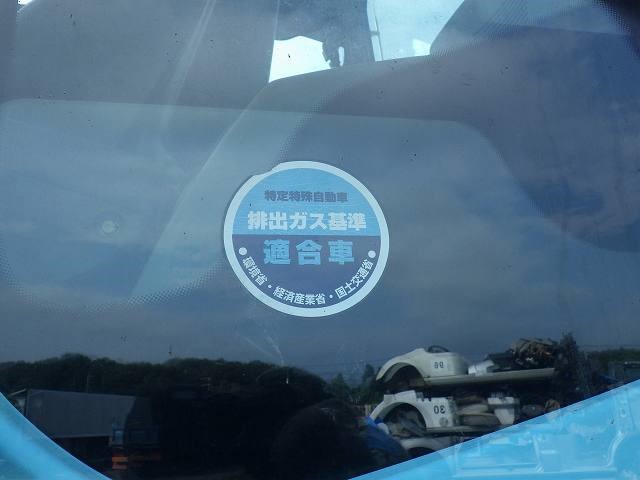 特定特殊自動車
排出ガス基準
適合車
環境省・経済産業省・国土交通省
30